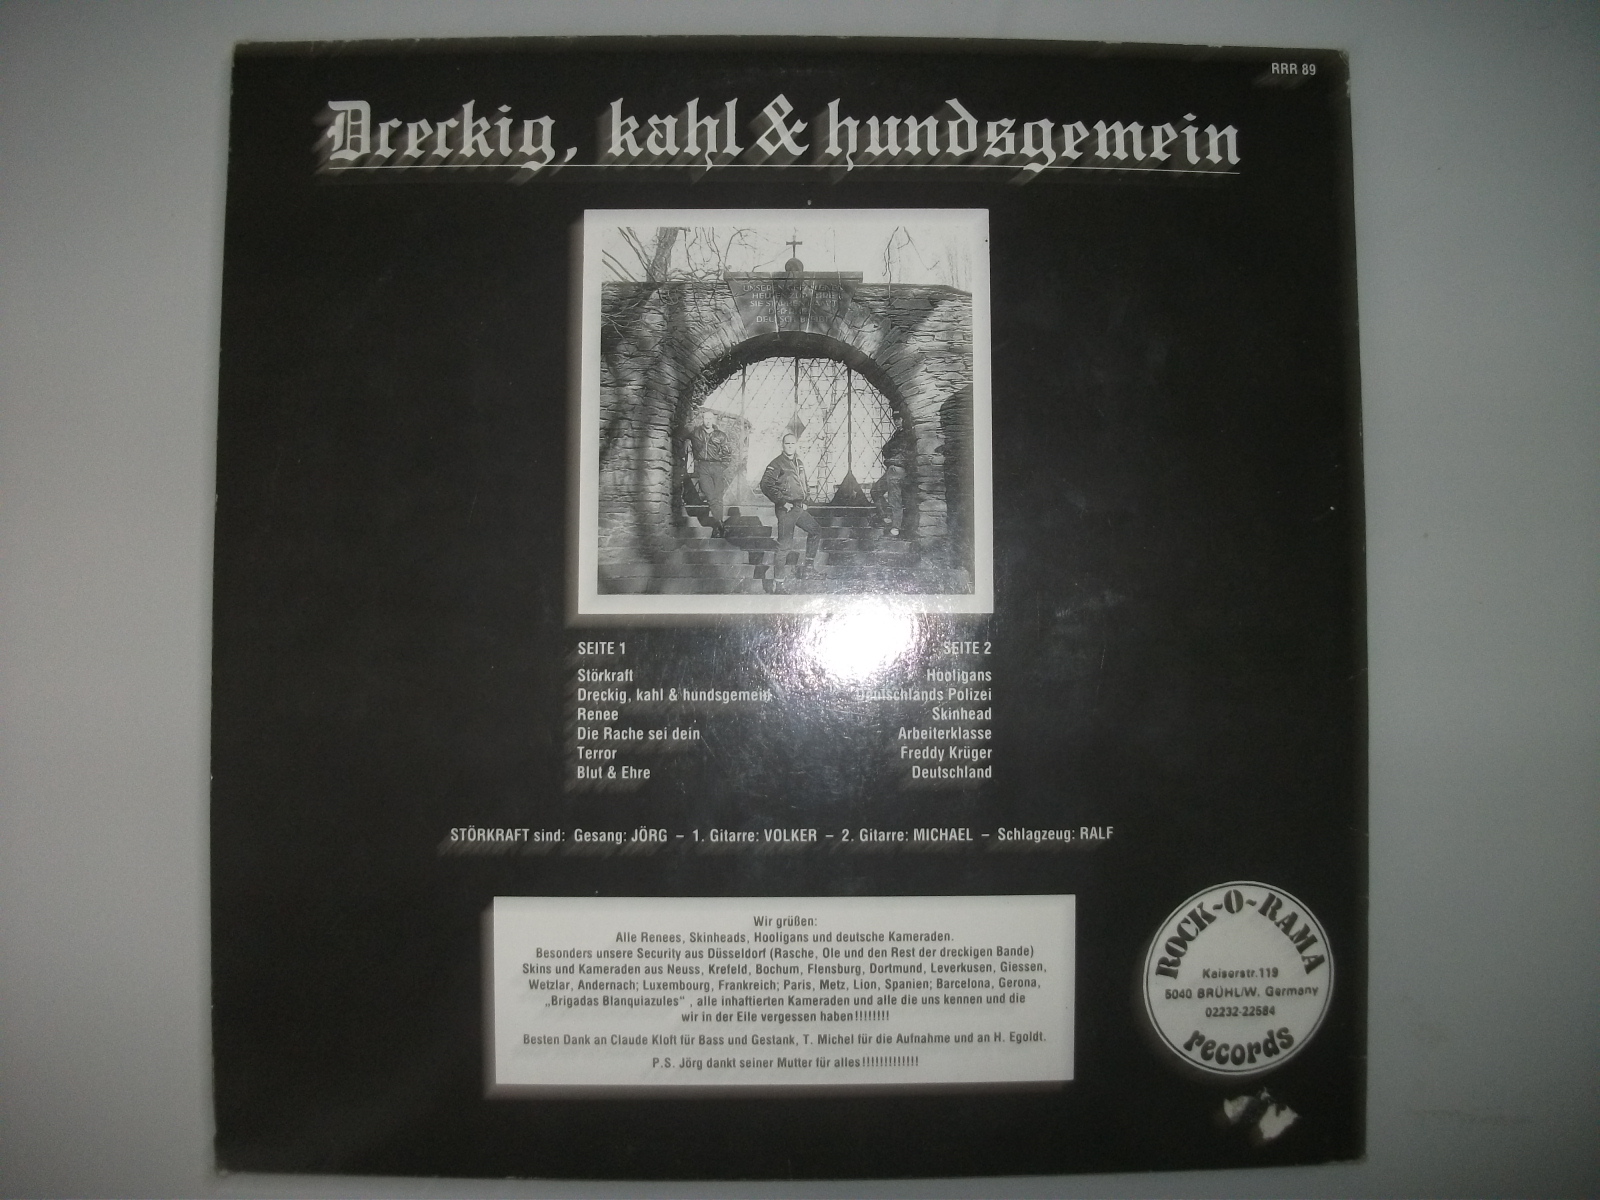 RRR 89
Dreckig, kahl & hundsgemein
UNSEREN
HELDEN
DEUTSCHE
SEITE 1
Störkraft
Dreckig, kahl & hundsgemein
Renee
Die Rache sei dein
Terror
Blut & Ehre
SEITE 2
Hooligans
Deutschlands Polizei
Skinhead
Arbeiterklasse
Freddy Krüger
Deutschland
STÖRKRAFT sind: Gesang: JÖRG – 1. Gitarre: VOLKER – 2. Gitarre: MICHAEL – Schlagzeug: RALF
Wir grüßen:
Alle Renees, Skinheads, Hooligans und deutsche Kameraden.
Besonders unsere Security aus Düsseldorf (Rasche, Ole und den Rest der dreckigen Bande)
Skins und Kameraden aus Neuss, Krefeld, Bochum, Flensburg, Dortmund, Leverkusen, Giessen,
Wetzlar, Andernach; Luxembourg, Frankreich; Paris, Metz, Lion, Spanien; Barcelona, Gerona,
„Brigadas Blanquiazules" , alle inhaftierten Kameraden und alle die uns kennen und die
wir in der Eile vergessen haben!!!!!!!!
Besten Dank an Claude Kloft für Bass und Gestank, T. Michel für die Aufnahme und an H. Egoldt.
P.S. Jörg dankt seiner Mutter für alles!!!!!!!!!!!!!
ROCK-O-RAMA
Kaiserstr.119
5040 BRÜHL/W. Germany
02232-22584
records